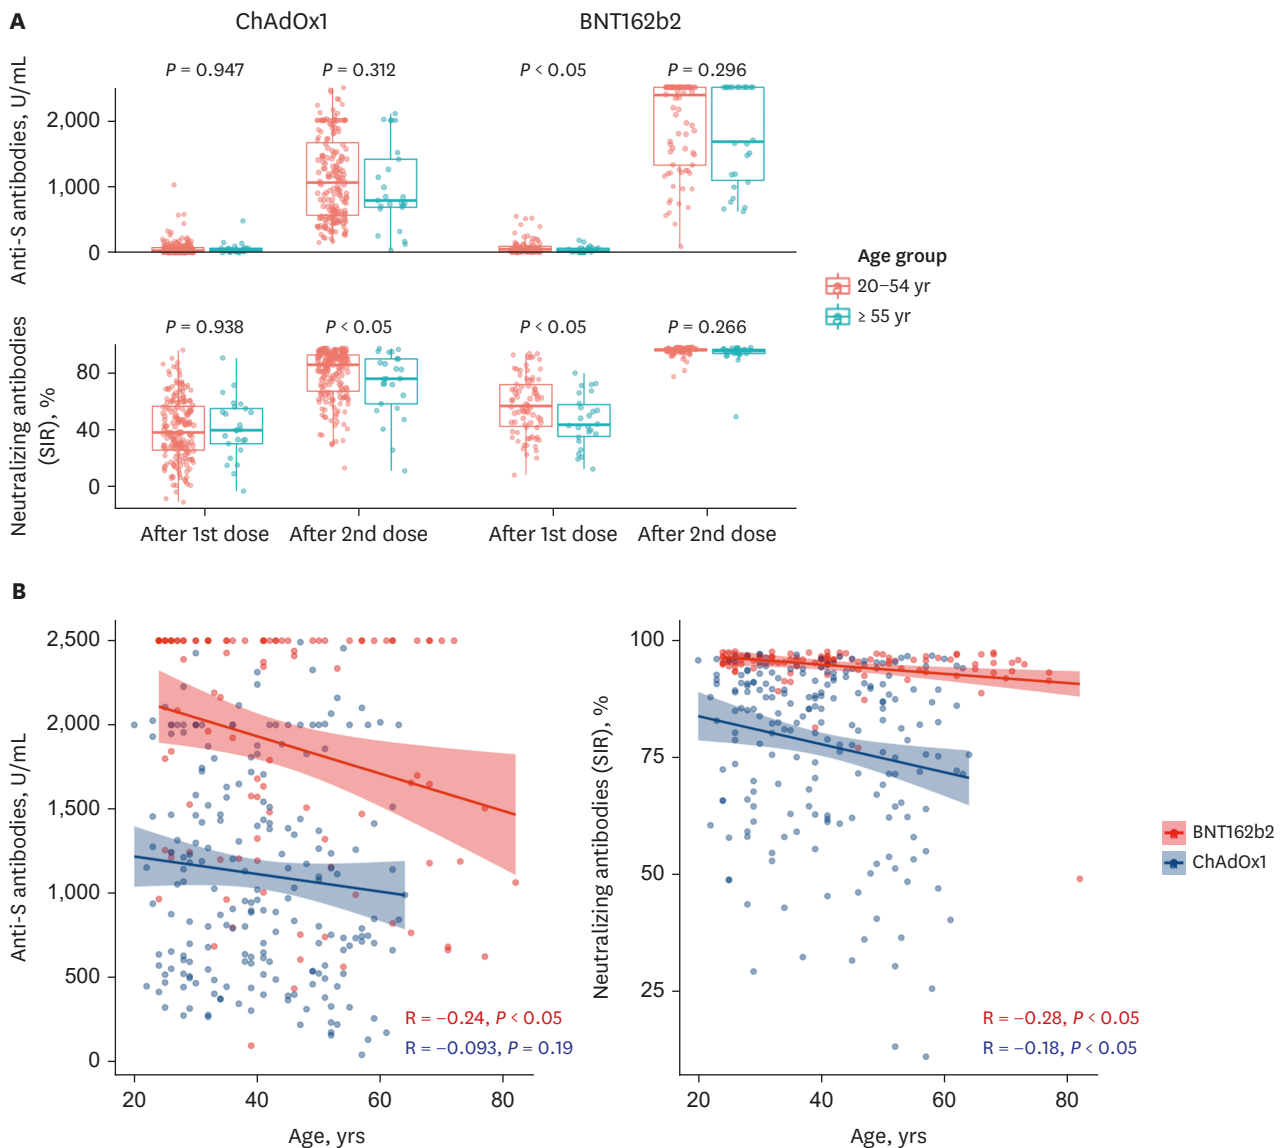 A
ChAdOx1
BNT162b2
Anti-S antibodies, U/mL
P = 0.947
P = 0.312
P < 0.05
P = 0.296
2,000
1,000
0
Neutralizing antibodies
(SIR), %
P = 0.938
P < 0.05
P < 0.05
P = 0.266
80
40
0
After 1st dose
After 2nd dose
After 1st dose
After 2nd dose
Age group
20–54 yr
≥ 55 yr
B
Anti-S antibodies, U/mL
2,500
2,000
1,500
1,000
500
0
R = −0.24, P < 0.05
R = −0.093, P = 0.19
20
40
60
80
Age, yrs
Neutralizing antibodies (SIR), %
100
75
50
25
R = −0.28, P < 0.05
R = −0.18, P < 0.05
20
40
60
80
Age, yrs
BNT162b2
ChAdOx1